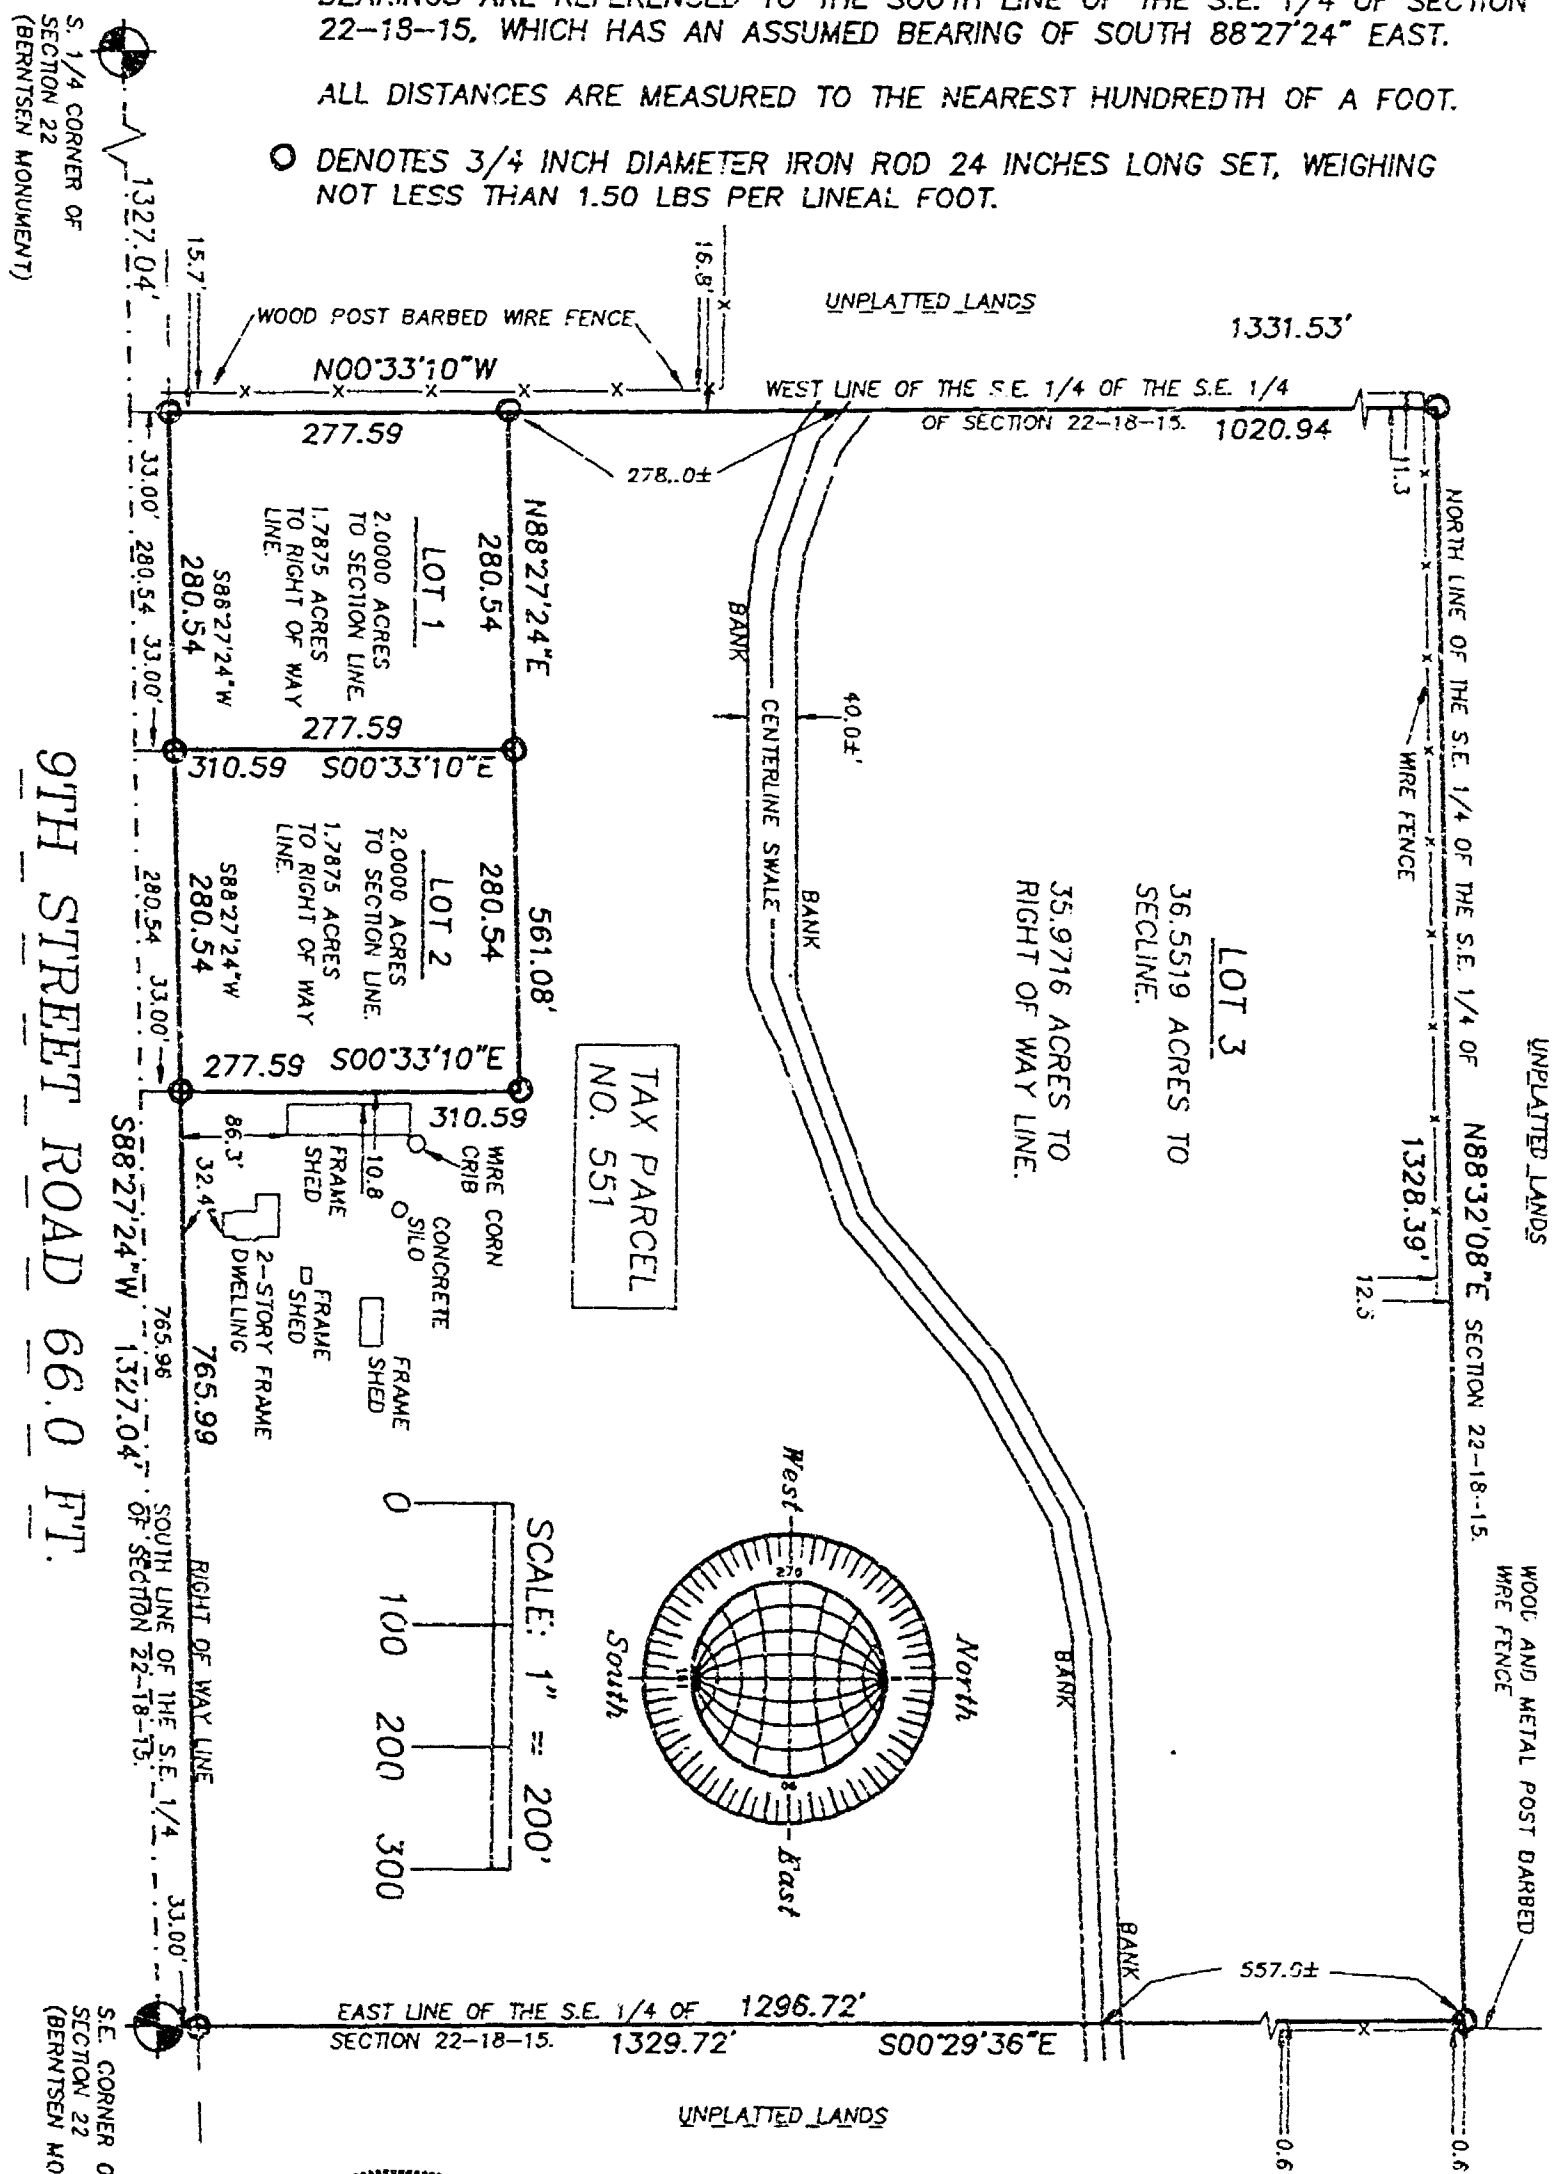 22-18-15, WHICH HAS AN ASSUMED BEARING OF SOUTH 88°27'24" EAST.
ALL DISTANCES ARE MEASURED TO THE NEAREST HUNDREDTH OF A FOOT.
DENOTES 3/4 INCH DIAMETER IRON ROD 24 INCHES LONG SET, WEIGHING
NOT LESS THAN 1.50 LBS PER LINEAL FOOT.
S. 1/4 CORNER OF
SECTION 22
(BERNTSEN MONUMENT)
1327.04'
15.7'
16.8'
WOOD POST BARBED WIRE FENCE
UNPLATTED LANDS
1331.53'
N00°33'10"W
WEST LINE OF THE S.E. 1/4 OF THE S.E. 1/4
OF SECTION 22-18-15.
1020.94
277.59
278.0±
11.3
33.00'
280.54
33.00'
S88°27'24"W
280.54
LOT 1
2.0000 ACRES
TO SECTION LINE.
1.7875 ACRES
TO RIGHT OF WAY
LINE.
N88°27'24"E
280.54
277.59
310.59
S00°33'10"E
LOT 2
2.0000 ACRES
TO SECTION LINE.
1.7875 ACRES
TO RIGHT OF WAY
LINE.
280.54
561.08'
S88°27'24"W
280.54
280.54
33.00'
277.59
S00°33'10"E
310.59
BANK
40.0±'
CENTERLINE SWALE
BANK
NORTH LINE OF THE S.E. 1/4 OF THE S.E. 1/4 OF
SECTION 22-18-15.
N88°32'08"E
1328.39'
WIRE FENCE
12.5
UNPLATTED LANDS
LOT 3
36.5519 ACRES TO
SECLINE.
35.9716 ACRES TO
RIGHT OF WAY LINE.
TAX PARCEL
NO. 551
WIRE CORN
CRIB
10.8
FRAME
SHED
86.3'
32.4'
CONCRETE
SILO
2-STORY FRAME
DWELLING
FRAME
SHED
FRAME
SHED
9TH STREET ROAD 66.0 FT.
S88°27'24"W 1327.04'
765.96
765.99
SOUTH LINE OF THE S.E. 1/4
OF SECTION 22-18-15.
RIGHT OF WAY LINE
33.00'
SCALE: 1" = 200'
0 100 200 300
West
North
South
East
270
BANK
BANK
WOOD AND METAL POST BARBED
WIRE FENCE
EAST LINE OF THE S.E. 1/4 OF
SECTION 22-18-15.
1296.72'
1329.72'
S00°29'36"E
0.6
0.6
UNPLATTED LANDS
S.E. CORNER
SECTION 22
(BERNTSEN